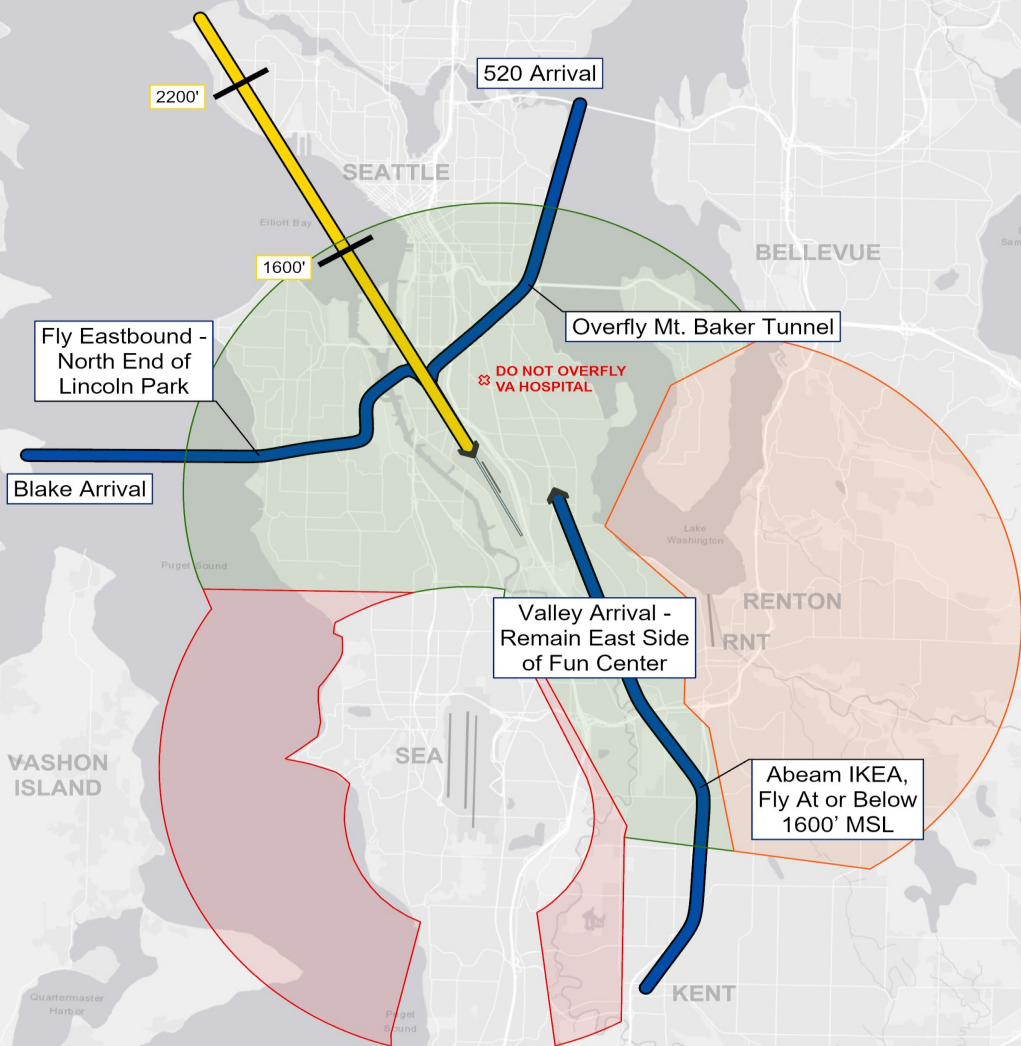 520 Arrival
2200'
SEATTLE
Elliott Bay
BELLEVUE
1600'
Fly Eastbound -
North End of
Lincoln Park
Overfly Mt. Baker Tunnel
DO NOT OVERFLY
VA HOSPITAL
Blake Arrival
Lake
Washington
Puget Sound
RENTON
RNT
Valley Arrival -
Remain East Side
of Fun Center
SEA
VASHON
ISLAND
Abeam IKEA,
Fly At or Below
1600’ MSL
KENT
Quartermaster
Harbor
Puget
Sound